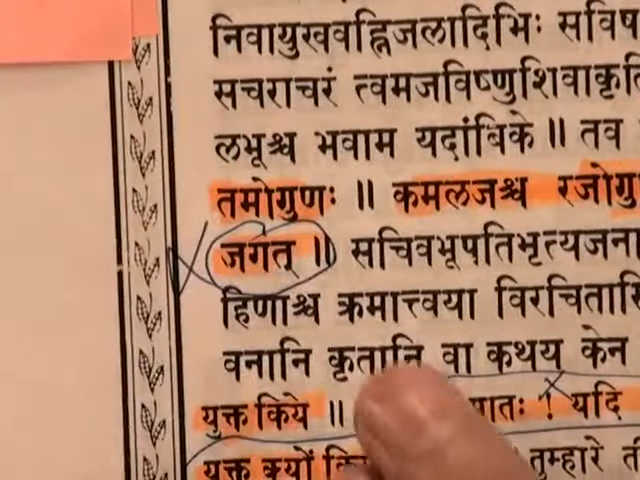 निवायुखवह्निजलादिभिः सविष
सचराचरं त्वमजविष्णुशिवाकृति
लभूश्च भवाम यदांबिके ॥ तव
तमोगुणः ॥ कमलजश्च रजोगु
जगत् ॥ सचिवभूपतिभृत्यजना
हिणाश्च क्रमात्त्वया विरचितास्
वनानि कृतानि वा कथय केन
युक्त किये ॥ यदि
युक्त क्यों तुम्हारे